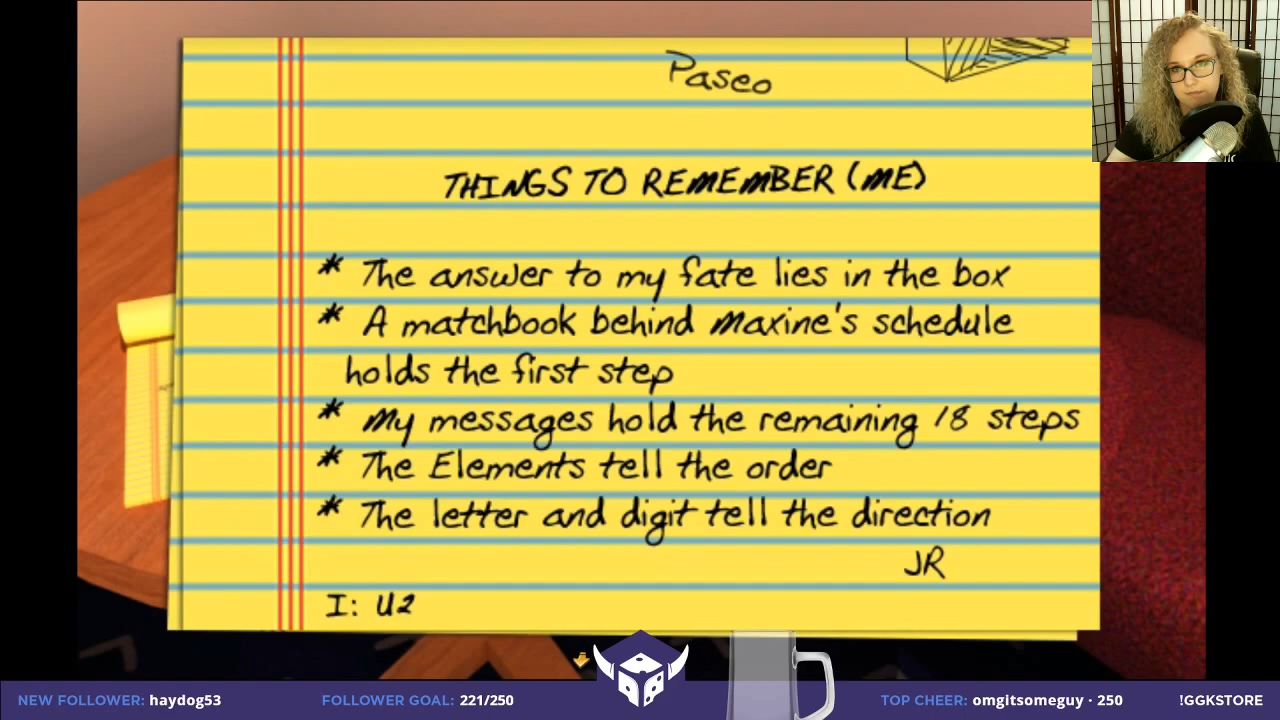 Paseo
THINGS TO REMEMBER (ME)
* The answer to my fate lies in the box
* A matchbook behind Maxine's schedule
holds the first step
* My messages hold the remaining 18 steps
* The Elements tell the order
* The letter and digit tell the direction
JR
I: U2
NEW FOLLOWER: haydog53
FOLLOWER GOAL: 221/250
TOP CHEER: omgitsomeguy · 250
!GGKSTORE